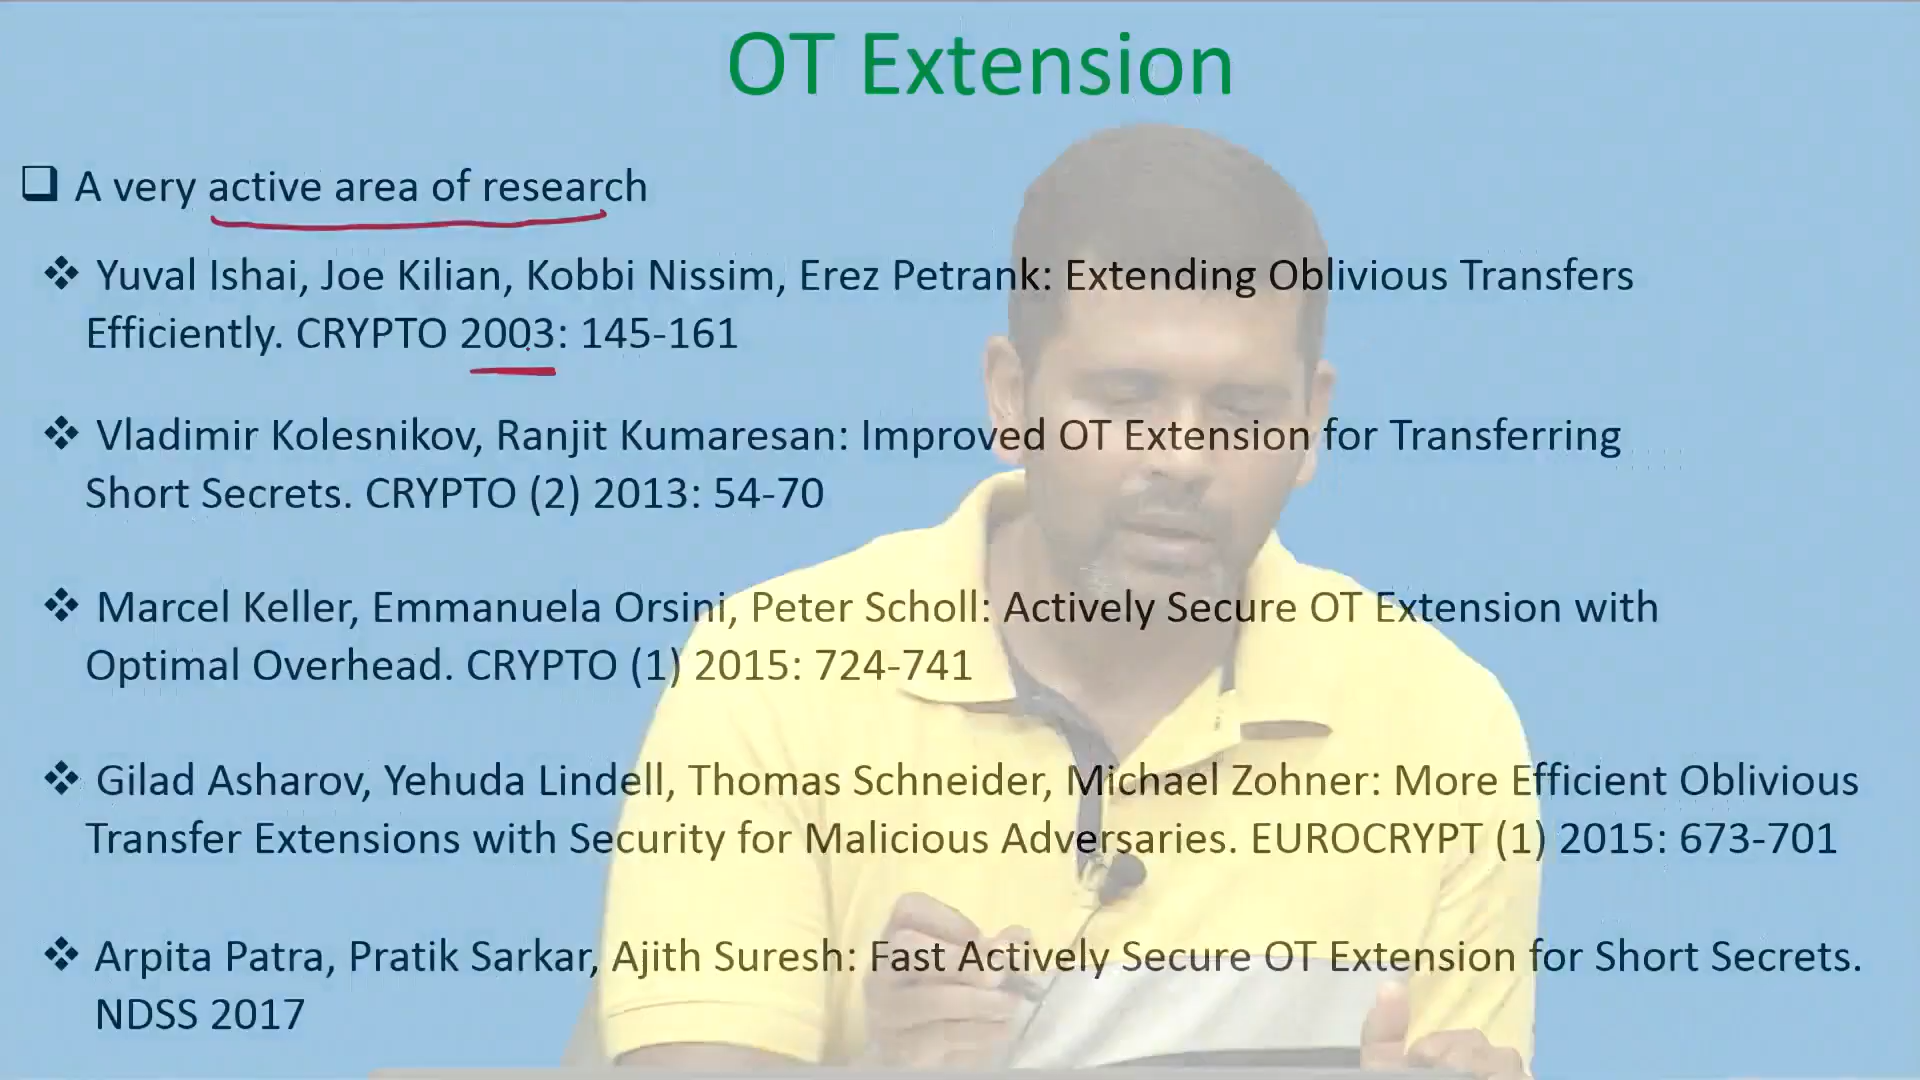 OT Extension
A very active area of research
Yuval Ishai, Joe Kilian, Kobbi Nissim, Erez Petrank: Extending Oblivious Transfers
Efficiently. CRYPTO 2003: 145-161
Vladimir Kolesnikov, Ranjit Kumaresan: Improved OT Extension for Transferring
Short Secrets. CRYPTO (2) 2013: 54-70
Marcel Keller, Emmanuela Orsini, Peter Scholl: Actively Secure OT Extension with
Optimal Overhead. CRYPTO (1) 2015: 724-741
Gilad Asharov, Yehuda Lindell, Thomas Schneider, Michael Zohner: More Efficient Oblivious
Transfer Extensions with Security for Malicious Adversaries. EUROCRYPT (1) 2015: 673-701
Arpita Patra, Pratik Sarkar, Ajith Suresh: Fast Actively Secure OT Extension for Short Secrets.
NDSS 2017